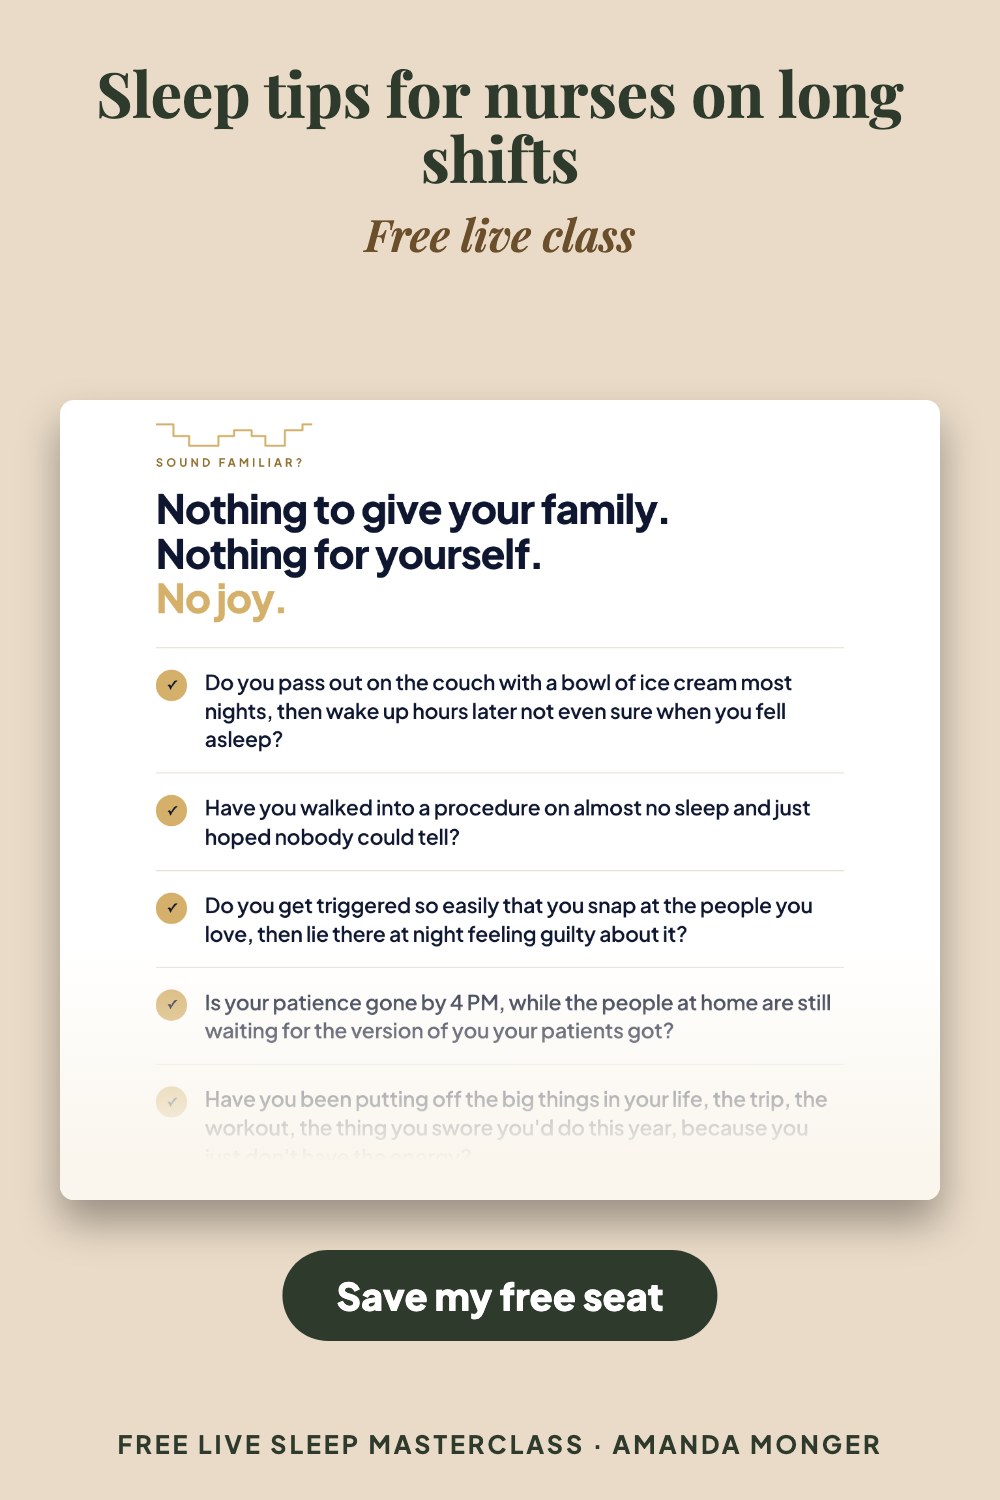 Sleep tips for nurses on long
shifts
Free live class
SOUND FAMILIAR?
Nothing to give your family.
Nothing for yourself.
No joy.
Do you pass out on the couch with a bowl of ice cream most
nights, then wake up hours later not even sure when you fell
asleep?
Have you walked into a procedure on almost no sleep and just
hoped nobody could tell?
Do you get triggered so easily that you snap at the people you
love, then lie there at night feeling guilty about it?
Is your patience gone by 4 PM, while the people at home are still
waiting for the version of you your patients got?
Have you been putting off the big things in your life, the trip, the
workout, the thing you swore you'd do this year, because you
just don't have the energy?
Save my free seat
FREE LIVE SLEEP MASTERCLASS · AMANDA MONGER